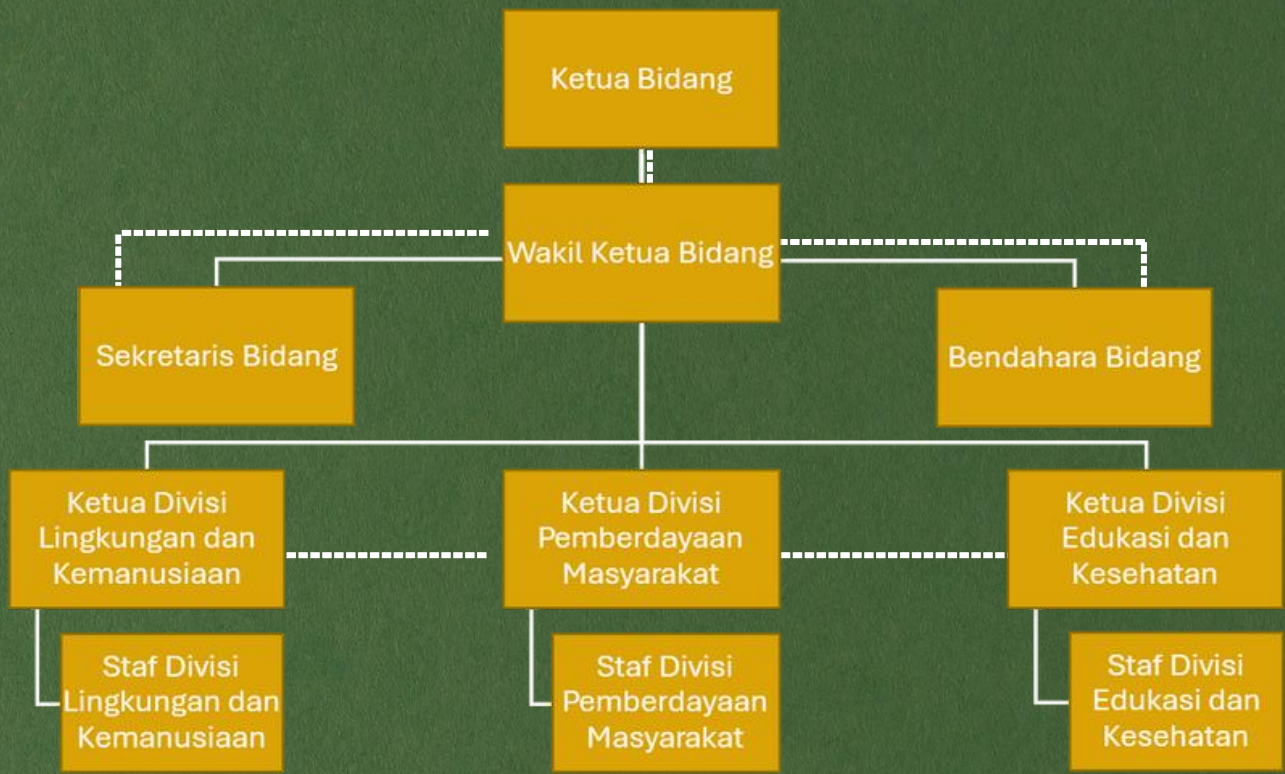 Ketua Bidang
Wakil Ketua Bidang
Sekretaris Bidang
Bendahara Bidang
Ketua Divisi
Lingkungan dan
Kemanusiaan
Ketua Divisi
Pemberdayaan
Masyarakat
Ketua Divisi
Edukasi dan
Kesehatan
Staf Divisi
Lingkungan dan
Kemanusiaan
Staf Divisi
Pemberdayaan
Masyarakat
Staf Divisi
Edukasi dan
Kesehatan